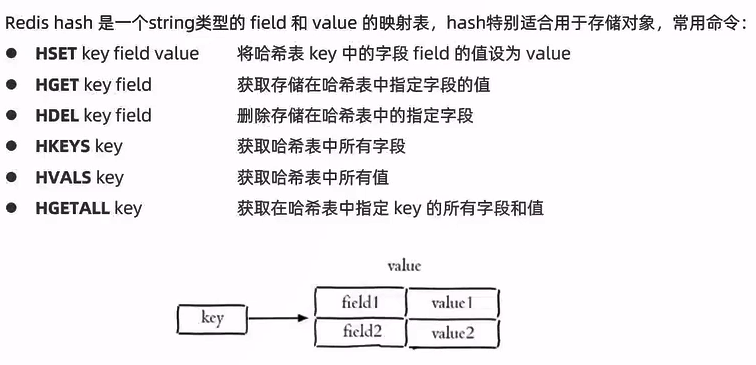 Redis hash 是一个string类型的 field 和 value 的映射表，hash特别适合用于存储对象，常用命令：
● HSET key field value 将哈希表 key 中的字段 field 的值设为 value
● HGET key field 获取存储在哈希表中指定字段的值
● HDEL key field 删除存储在哈希表中的指定字段
● HKEYS key 获取哈希表中所有字段
● HVALS key 获取哈希表中所有值
● HGETALL key 获取在哈希表中指定 key 的所有字段和值
value
field1 value1
key
field2 value2